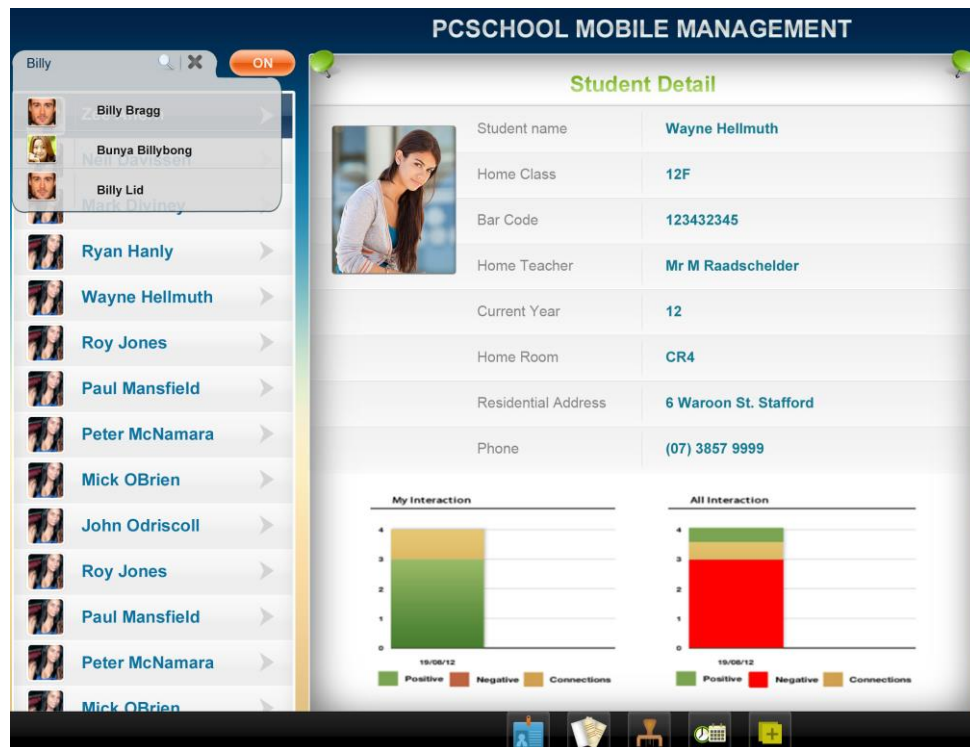 PCSCHOOL MOBILE MANAGEMENT
Billy
ON
Billy Bragg
Bunya Billybong
Neil Davissen
Billy Lid
Mark DIviney
Ryan Hanly
Wayne Hellmuth
Roy Jones
Paul Mansfield
Peter McNamara
Mick OBrien
John Odriscoll
Roy Jones
Paul Mansfield
Peter McNamara
Mick OBrien
Student Detail
Student name Wayne Hellmuth
Home Class 12F
Bar Code 123432345
Home Teacher Mr M Raadschelder
Current Year 12
Home Room CR4
Residential Address 6 Waroon St. Stafford
Phone (07) 3857 9999
My Interaction
4
3
2
1
0
19/08/12
Positive Negative Connections
All Interaction
4
3
2
1
0
19/08/12
Positive Negative Connections